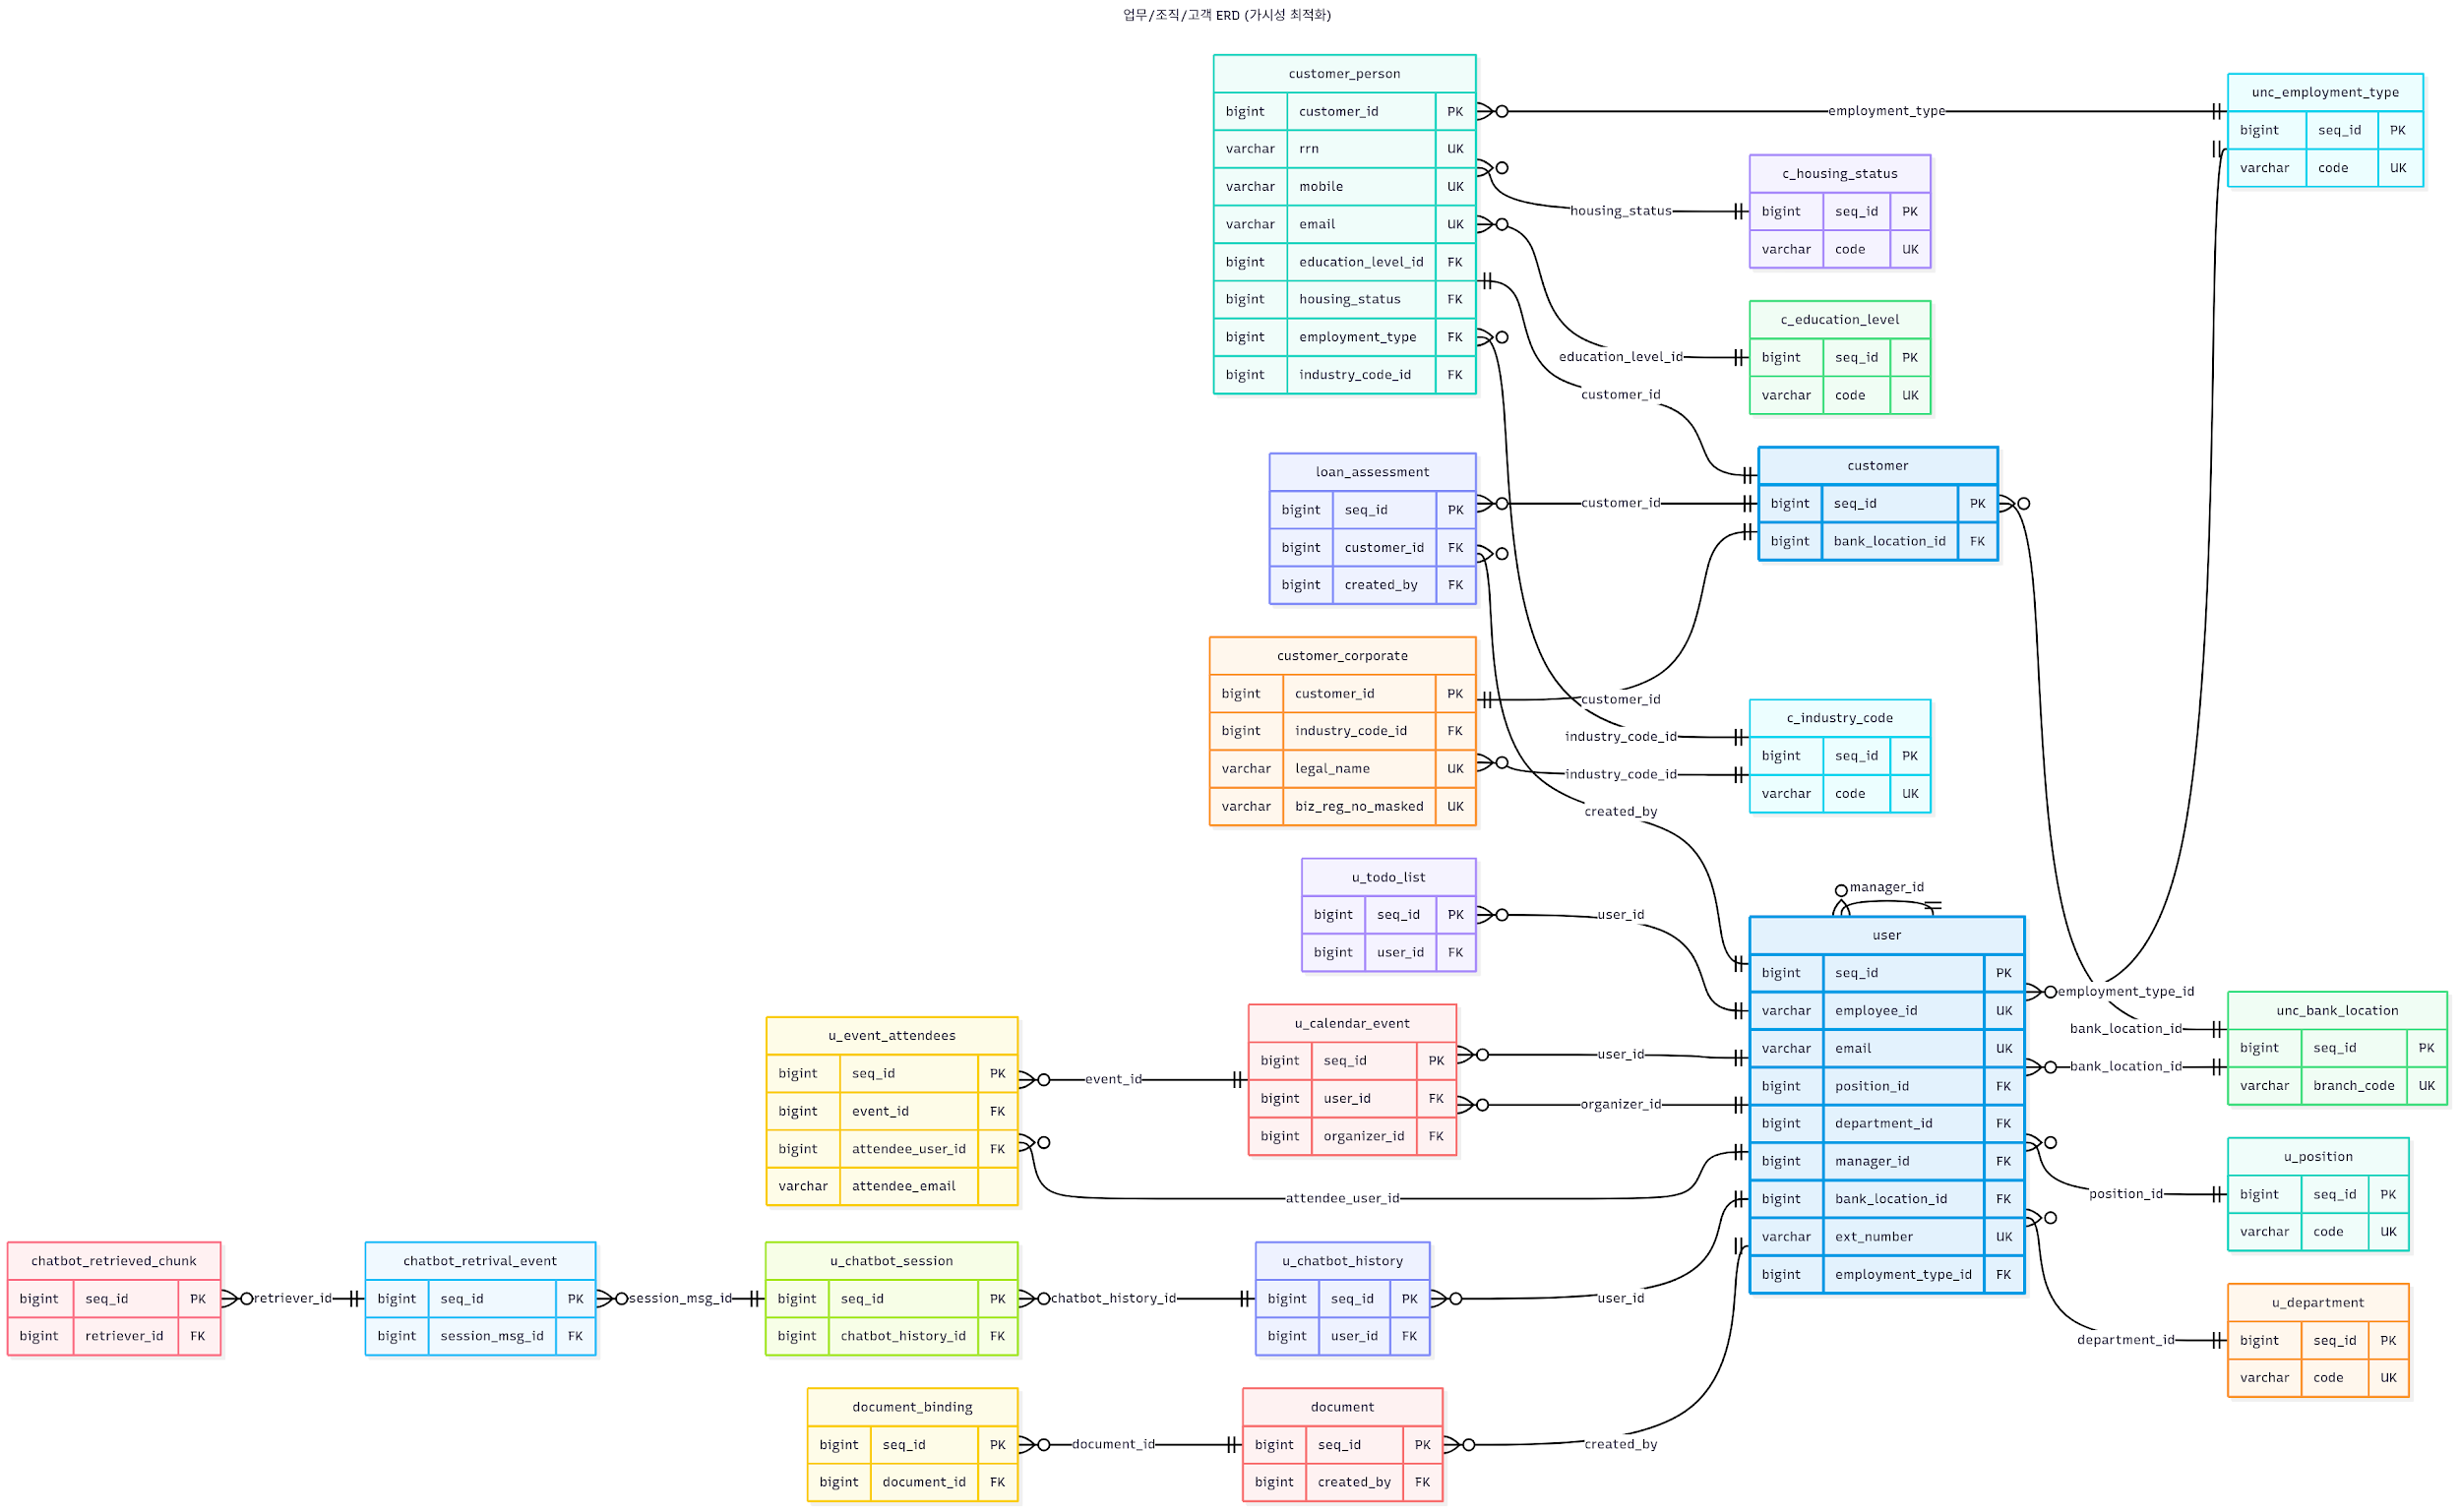 업무/조직/고객 ERD (가시성 최적화)
customer_person
bigint customer_id PK
varchar rrn UK
varchar mobile UK
varchar email UK
bigint education_level_id FK
bigint housing_status FK
bigint employment_type FK
bigint industry_code_id FK
employment_type
unc_employment_type
bigint seq_id PK
varchar code UK
housing_status
c_housing_status
bigint seq_id PK
varchar code UK
education_level_id
c_education_level
bigint seq_id PK
varchar code UK
customer_id
loan_assessment
bigint seq_id PK
bigint customer_id FK
bigint created_by FK
customer_id
customer
bigint seq_id PK
bigint bank_location_id FK
customer_corporate
bigint customer_id PK
bigint industry_code_id FK
varchar legal_name UK
varchar biz_reg_no_masked UK
customer_id
industry_code_id
industry_code_id
c_industry_code
bigint seq_id PK
varchar code UK
created_by
u_todo_list
bigint seq_id PK
bigint user_id FK
user_id
manager_id
user
bigint seq_id PK
varchar employee_id UK
varchar email UK
bigint position_id FK
bigint department_id FK
bigint manager_id FK
bigint bank_location_id FK
varchar ext_number UK
bigint employment_type_id FK
employment_type_id
bank_location_id
bank_location_id
unc_bank_location
bigint seq_id PK
varchar branch_code UK
u_event_attendees
bigint seq_id PK
bigint event_id FK
bigint attendee_user_id FK
varchar attendee_email
event_id
u_calendar_event
bigint seq_id PK
bigint user_id FK
bigint organizer_id FK
user_id
organizer_id
attendee_user_id
position_id
u_position
bigint seq_id PK
varchar code UK
chatbot_retrieved_chunk
bigint seq_id PK
bigint retriever_id FK
retriever_id
chatbot_retrival_event
bigint seq_id PK
bigint session_msg_id FK
session_msg_id
u_chatbot_session
bigint seq_id PK
bigint chatbot_history_id FK
chatbot_history_id
u_chatbot_history
bigint seq_id PK
bigint user_id FK
user_id
department_id
u_department
bigint seq_id PK
varchar code UK
document_binding
bigint seq_id PK
bigint document_id FK
document_id
document
bigint seq_id PK
bigint created_by FK
created_by